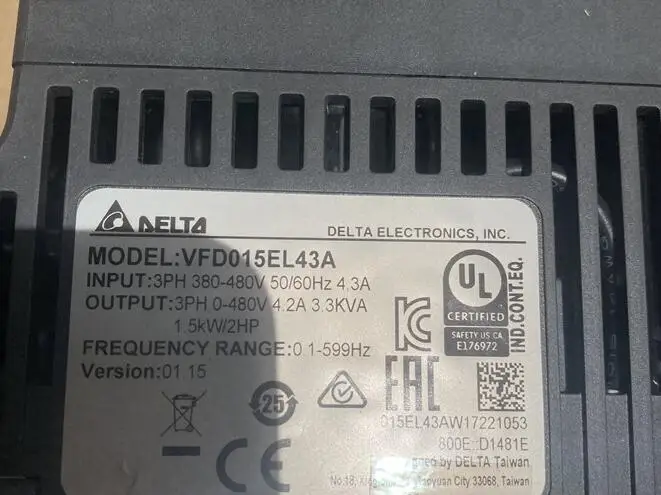 DELTA
DELTA ELECTRONICS, INC.
MODEL:VFD015EL43A
INPUT:3PH 380-480V 50/60Hz 4.3A
OUTPUT:3PH 0-480V 4.2A 3.3KVA
1.5kW/2HP
FREQUENCY RANGE:0.1-599Hz
Version:01.15
UL
CERTIFIED
SAFETY US CA
E176972
IND.CONT.EQ.
EAC
25
CE
015EL43AW17221053
800E::D1481E
by DELTA Taiwan
No.18, Taoyuan City 33068, Taiwan